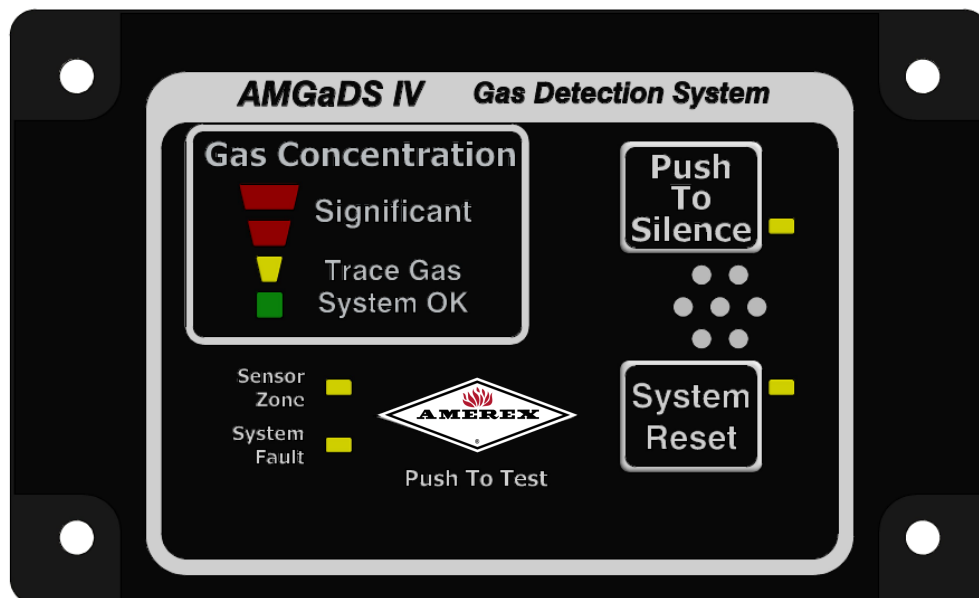 AMGaDS IV Gas Detection System
Gas Concentration
Significant
Trace Gas
System OK
Push
To
Silence
Sensor
Zone
System
Fault
AMEREX
®
Push To Test
System
Reset